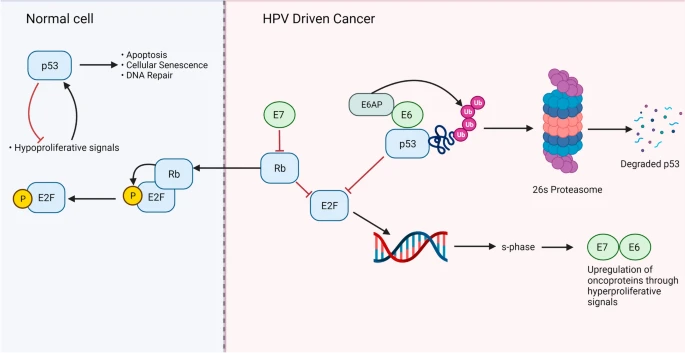 Normal cell
HPV Driven Cancer
p53
• Apoptosis
• Cellular Senescence
• DNA Repair
• Hypoproliferative signals
Rb
P
E2F
P
E2F
E7
Rb
E6AP
E6
p53
Ub
Ub
Ub
Ub
26s Proteasome
Degraded p53
E2F
s-phase
E7
E6
Upregulation of
oncoproteins through
hyperproliferative
signals